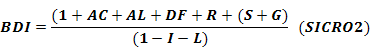 BDI = (1 + AC + AL + DF + R + (S + G) / (1 − I − L) (SICRO2)